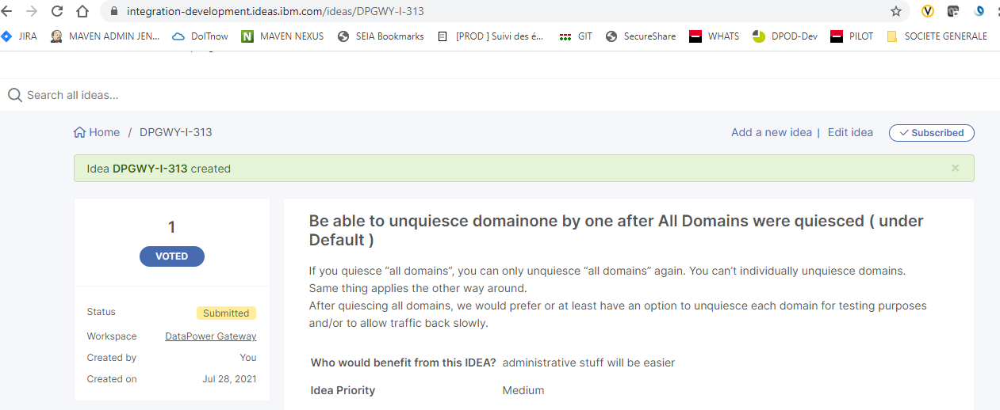 integration-development.ideas.ibm.com/ideas/DPGWY-I-313
JIRA MAVEN ADMIN JEN... DoITnow MAVEN NEXUS SEIA Bookmarks [PROD ] Suivi des é... GIT SecureShare WHATS DPOD-Dev PILOT SOCIETE GENERALE
Search all ideas...
Home / DPGWY-I-313
Add a new idea | Edit idea Subscribed
Idea DPGWY-I-313 created
1
VOTED
Status Submitted
Workspace DataPower Gateway
Created by You
Created on Jul 28, 2021
Be able to unquiesce domainone by one after All Domains were quiesced ( under
Default )
If you quiesce “all domains”, you can only unquiesce “all domains” again. You can’t individually unquiesce domains.
Same thing applies the other way around.
After quiescing all domains, we would prefer or at least have an option to unquiesce each domain for testing purposes
and/or to allow traffic back slowly.
Who would benefit from this IDEA? administrative stuff will be easier
Idea Priority Medium